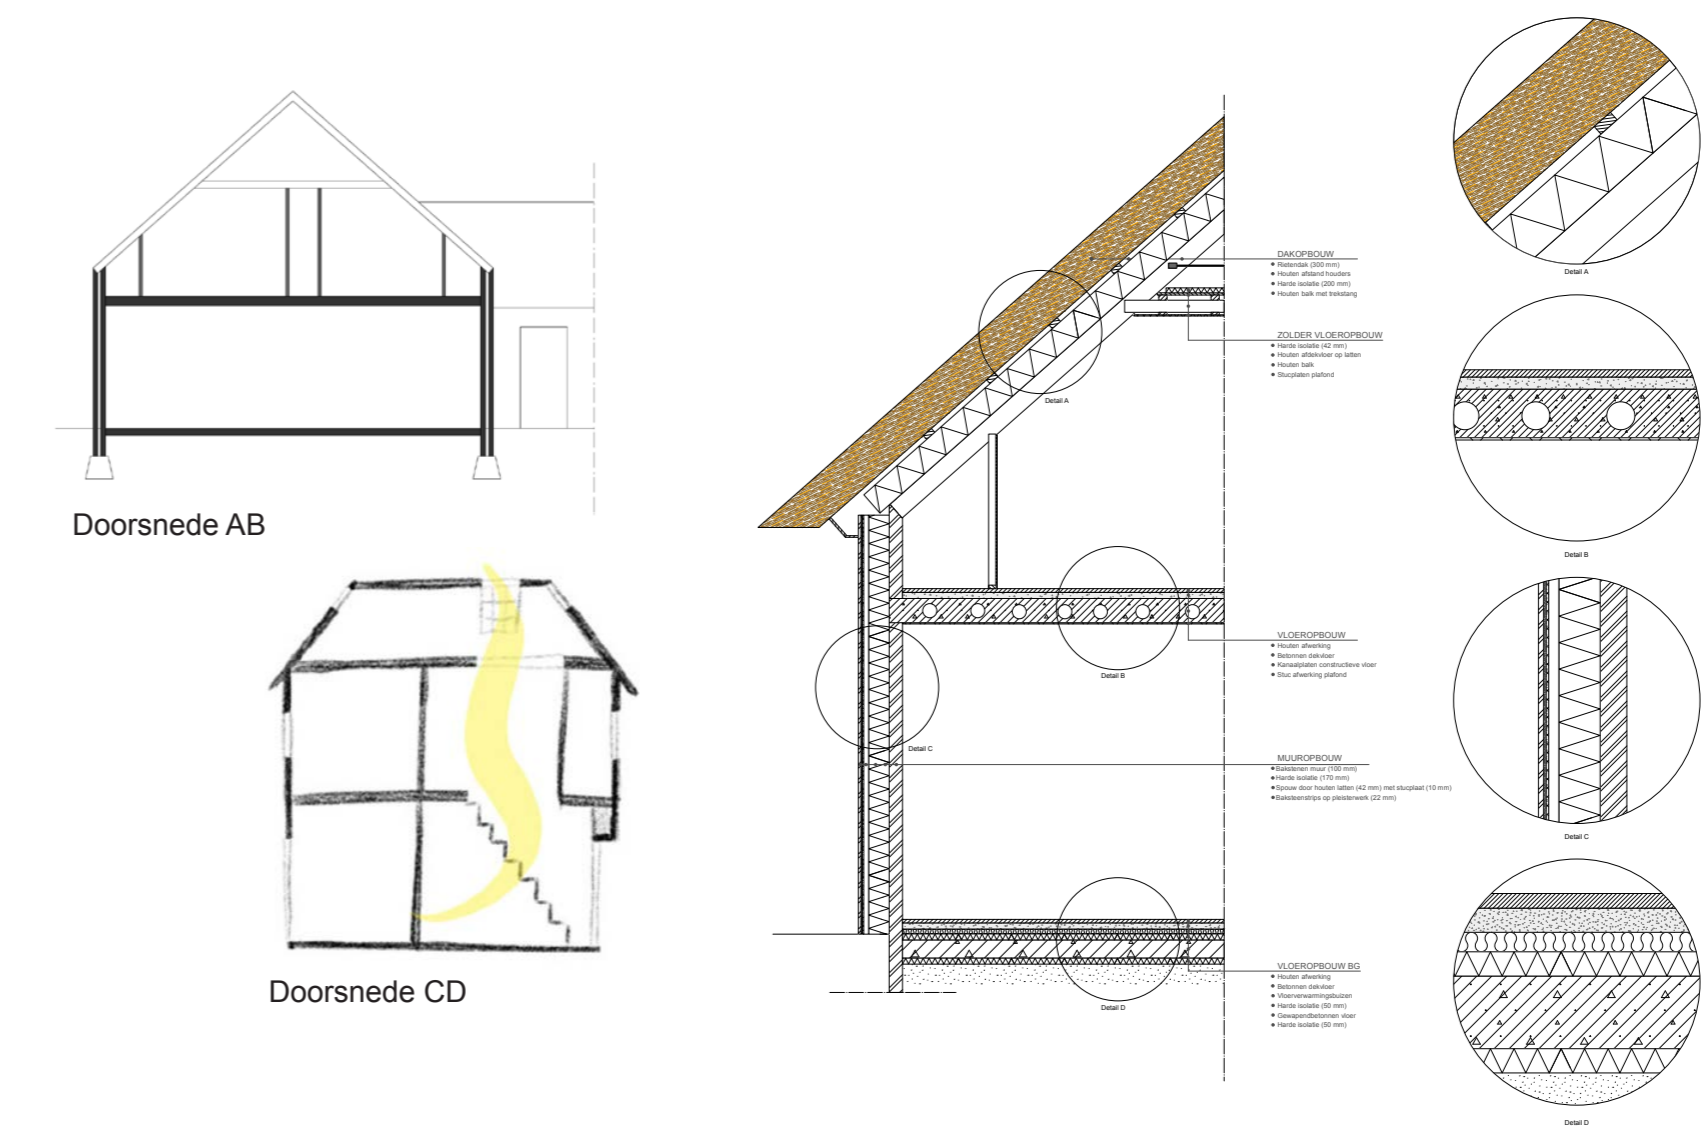 Doorsnede AB
Doorsnede CD
DAKOPBOUW
• Rietendak (300 mm)
• Houten afstand houders
• Harde isolatie (200 mm)
• Houten balk met trekstang
ZOLDER VLOEROPBOUW
• Harde isolatie (42 mm)
• Houten afdekvloer op latten
• Houten balk
• Stucplaten plafond
Detail A
VLOEROPBOUW
• Houten afwerking
• Betonnen dekvloer
• Kanaalplaten constructieve vloer
• Stuc afwerking plafond
Detail B
Detail C
MUUROPBOUW
• Bakstenen muur (100 mm)
• Harde isolatie (170 mm)
• Spouw door houten latten (42 mm) met stucplaat (10 mm)
• Baksteenstrips op pleisterwerk (22 mm)
VLOEROPBOUW BG
• Houten afwerking
• Betonnen dekvloer
• Vloerverwarmingsbuizen
• Harde isolatie (50 mm)
• Gewapendbetonnen vloer
• Harde isolatie (50 mm)
Detail D
Detail A
Detail B
Detail C
Detail D